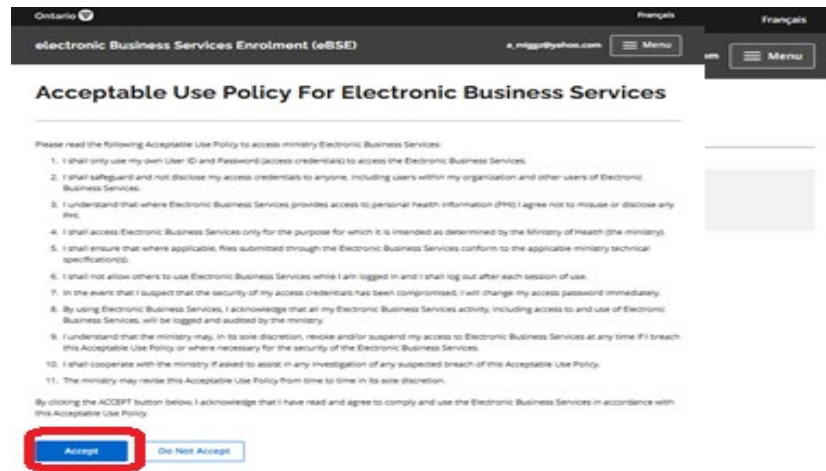 Ontario
Français
Français
electronic Business Services Enrolment (eBSE)
Menu
Menu
Acceptable Use Policy For Electronic Business Services
Please read the following Acceptable Use Policy to access ministry Electronic Business Services:
1. I shall only use my own User ID and Password (access credentials) to access the Electronic Business Services.
2. I shall safeguard and not disclose my access credentials to anyone, including users within my organization and other users of Electronic
Business Services.
3. I understand that where Electronic Business Services provides access to personal health information (PHI) I agree not to misuse or disclose any
PHI.
4. I shall access Electronic Business Services only for the purpose for which it is intended as determined by the Ministry of Health (the ministry).
5. I shall ensure that where applicable, files submitted through the Electronic Business Services conform to the applicable ministry technical
specification(s).
6. I shall not allow others to use Electronic Business Services while I am logged in and I shall log out after each session of use.
7. In the event that I suspect that the security of my access credentials has been compromised, I will change my access password immediately.
8. By using Electronic Business Services, I acknowledge that all my Electronic Business Services activity, including access to and use of Electronic
Business Services, will be logged and audited by the ministry.
9. I understand that the ministry may, in its sole discretion, revoke and/or suspend my access to Electronic Business Services at any time if I breach
this Acceptable Use Policy or where necessary for the security of the Electronic Business Services.
10. I shall cooperate with the ministry if asked to assist in any investigation of any suspected breach of this Acceptable Use Policy.
11. The ministry may revise this Acceptable Use Policy from time to time in its sole discretion.
By clicking the ACCEPT button below, I acknowledge that I have read and agree to comply and use the Electronic Business Services in accordance with
this Acceptable Use Policy.
Accept
Do Not Accept